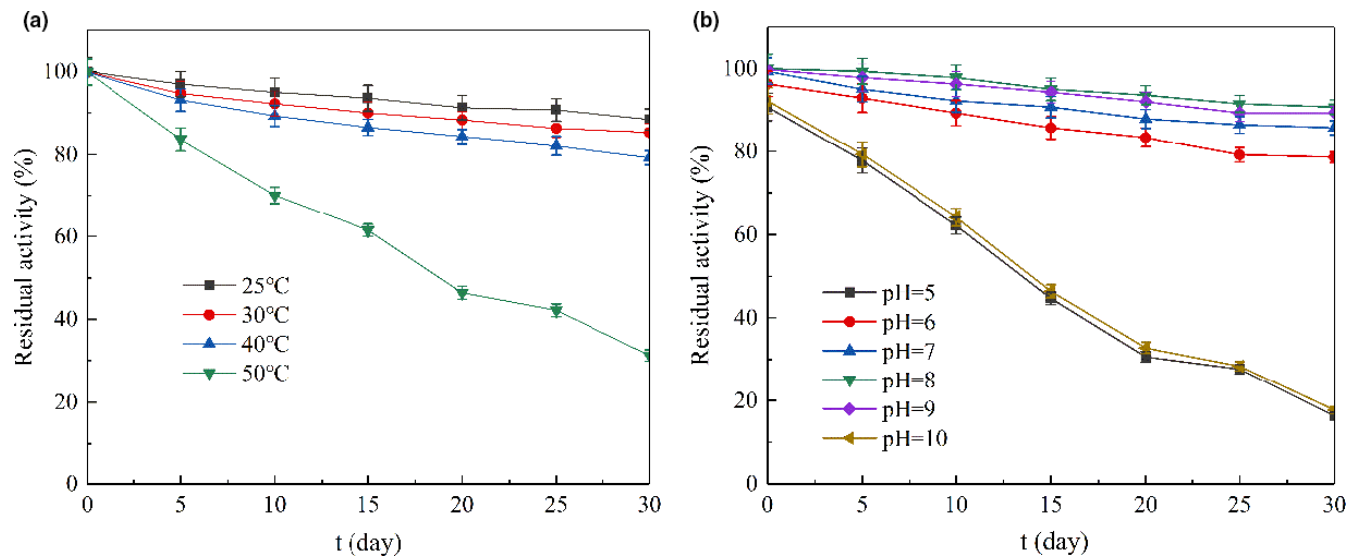 (a)
Residual activity (%)
100
80
60
40
20
0
25°C
30°C
40°C
50°C
0 5 10 15 20 25 30
t (day)
(b)
Residual activity (%)
100
80
60
40
20
0
pH=5
pH=6
pH=7
pH=8
pH=9
pH=10
0 5 10 15 20 25 30
t (day)